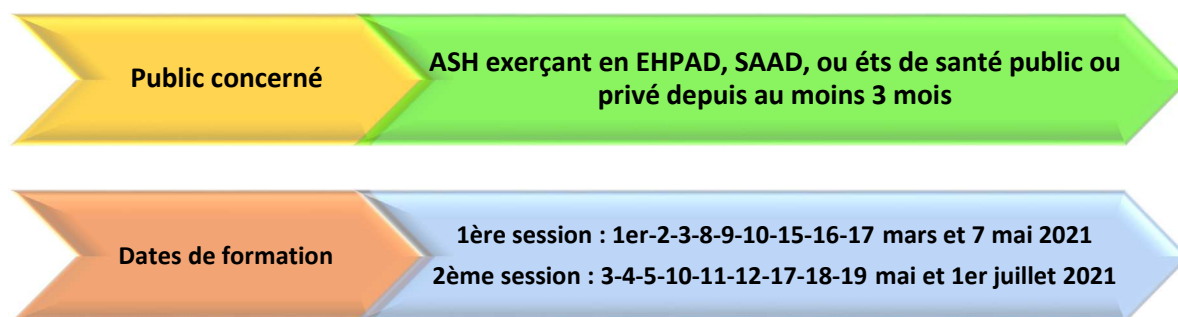 Public concerné
ASH exerçant en EHPAD, SAAD, ou éts de santé public ou
privé depuis au moins 3 mois
Dates de formation
1ère session : 1er-2-3-8-9-10-15-16-17 mars et 7 mai 2021
2ème session : 3-4-5-10-11-12-17-18-19 mai et 1er juillet 2021